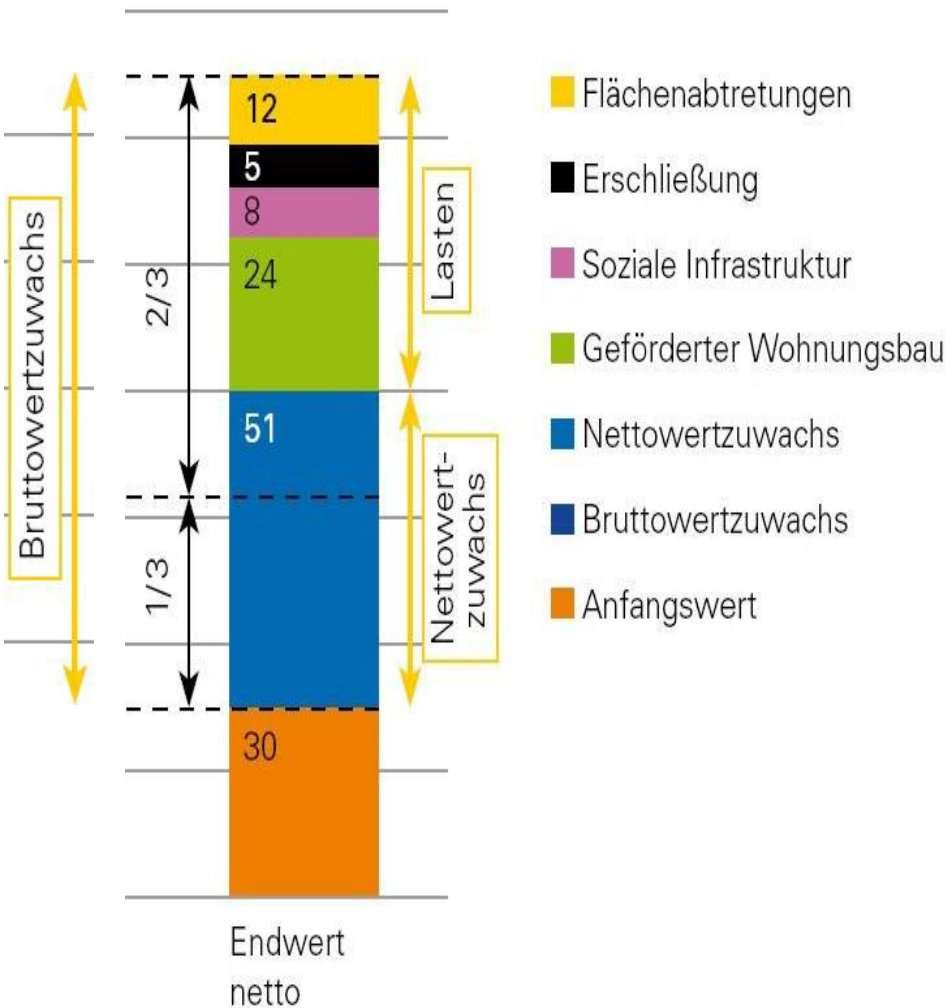 Bruttowertzuwachs
2/3
1/3
12
5
8
24
51
30
Lasten
Nettowert-
zuwachs
Endwert
netto
Flächenabtretungen
Erschließung
Soziale Infrastruktur
Geförderter Wohnungsbau
Nettowertzuwachs
Bruttowertzuwachs
Anfangswert